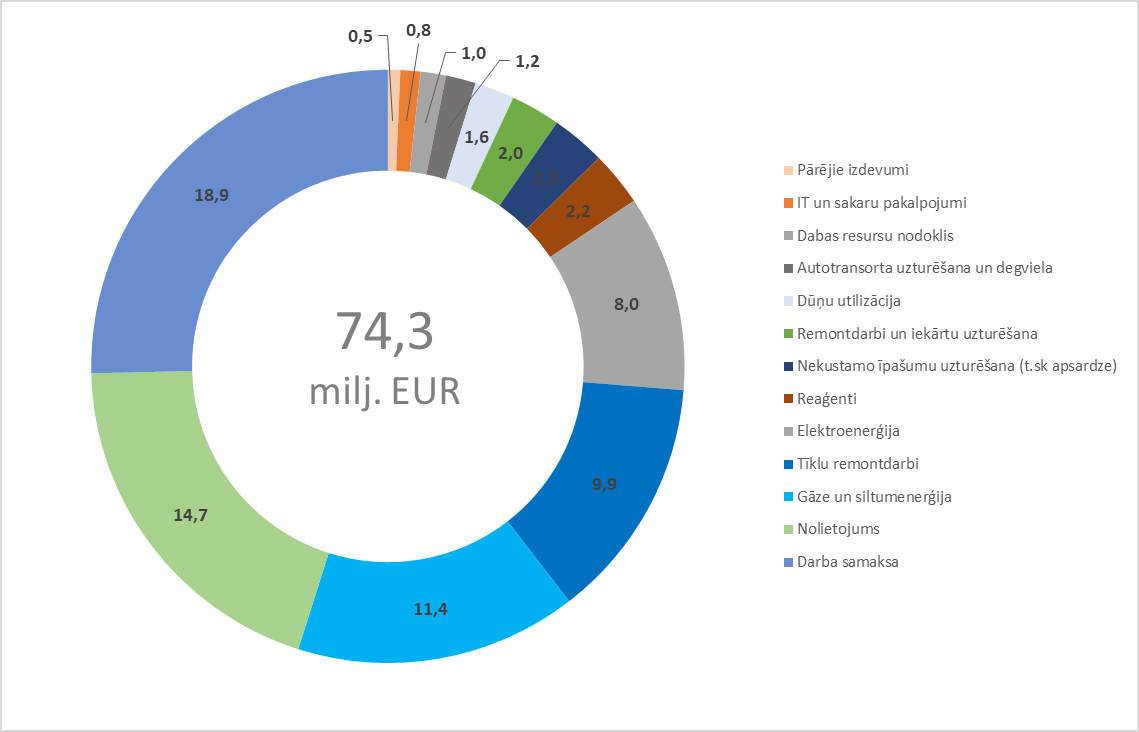 0,5
0,8
1,0
1,2
1,6
2,0
2,2
8,0
9,9
11,4
14,7
18,9
74,3
milj. EUR
Pārējie izdevumi
IT un sakaru pakalpojumi
Dabas resursu nodoklis
Autotransorta uzturēšana un degviela
Dūņu utilizācija
Remontdarbi un iekārtu uzturēšana
Nekustamo īpašumu uzturēšana (t.sk apsardze)
Reaģenti
Elektroenerģija
Tīklu remontdarbi
Gāze un siltumenerģija
Nolietojums
Darba samaksa